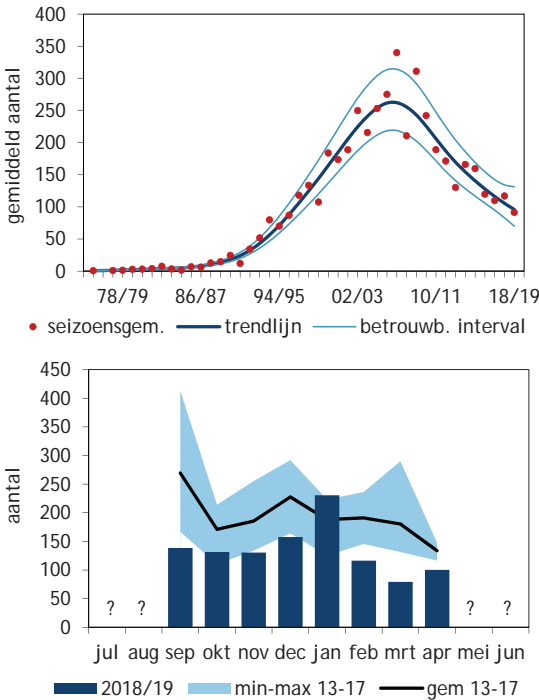 gemiddeld aantal
400
350
300
250
200
150
100
50
0
78/79 86/87 94/95 02/03 10/11 18/19
seizoensgem. trendlijn betrouwb. interval
aantal
450
400
350
300
250
200
150
100
50
0
? ? ? ?
jul aug sep okt nov dec jan feb mrt apr mei jun
2018/19 min-max 13-17 gem 13-17